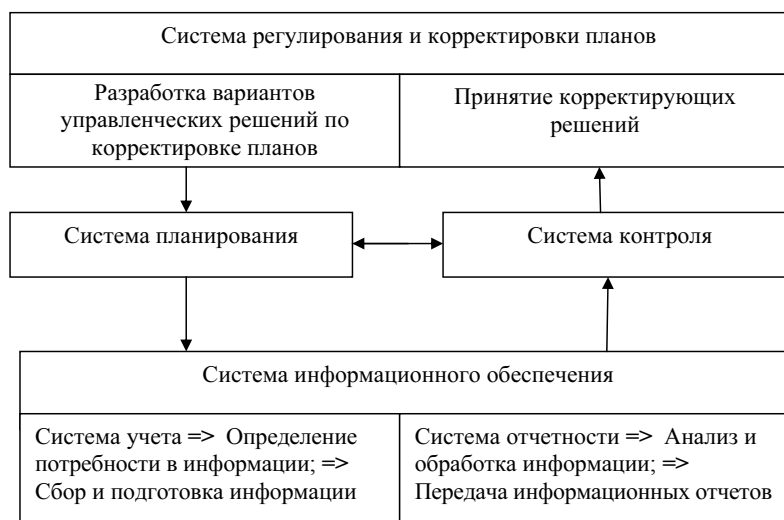 Система регулирования и корректировки планов
Разработка вариантов
управленческих решений по
корректировке планов
Принятие корректирующих
решений
Система планирования
Система контроля
Система информационного обеспечения
Система учета => Определение
потребности в информации; =>
Сбор и подготовка информации
Система отчетности => Анализ и
обработка информации; =>
Передача информационных отчетов